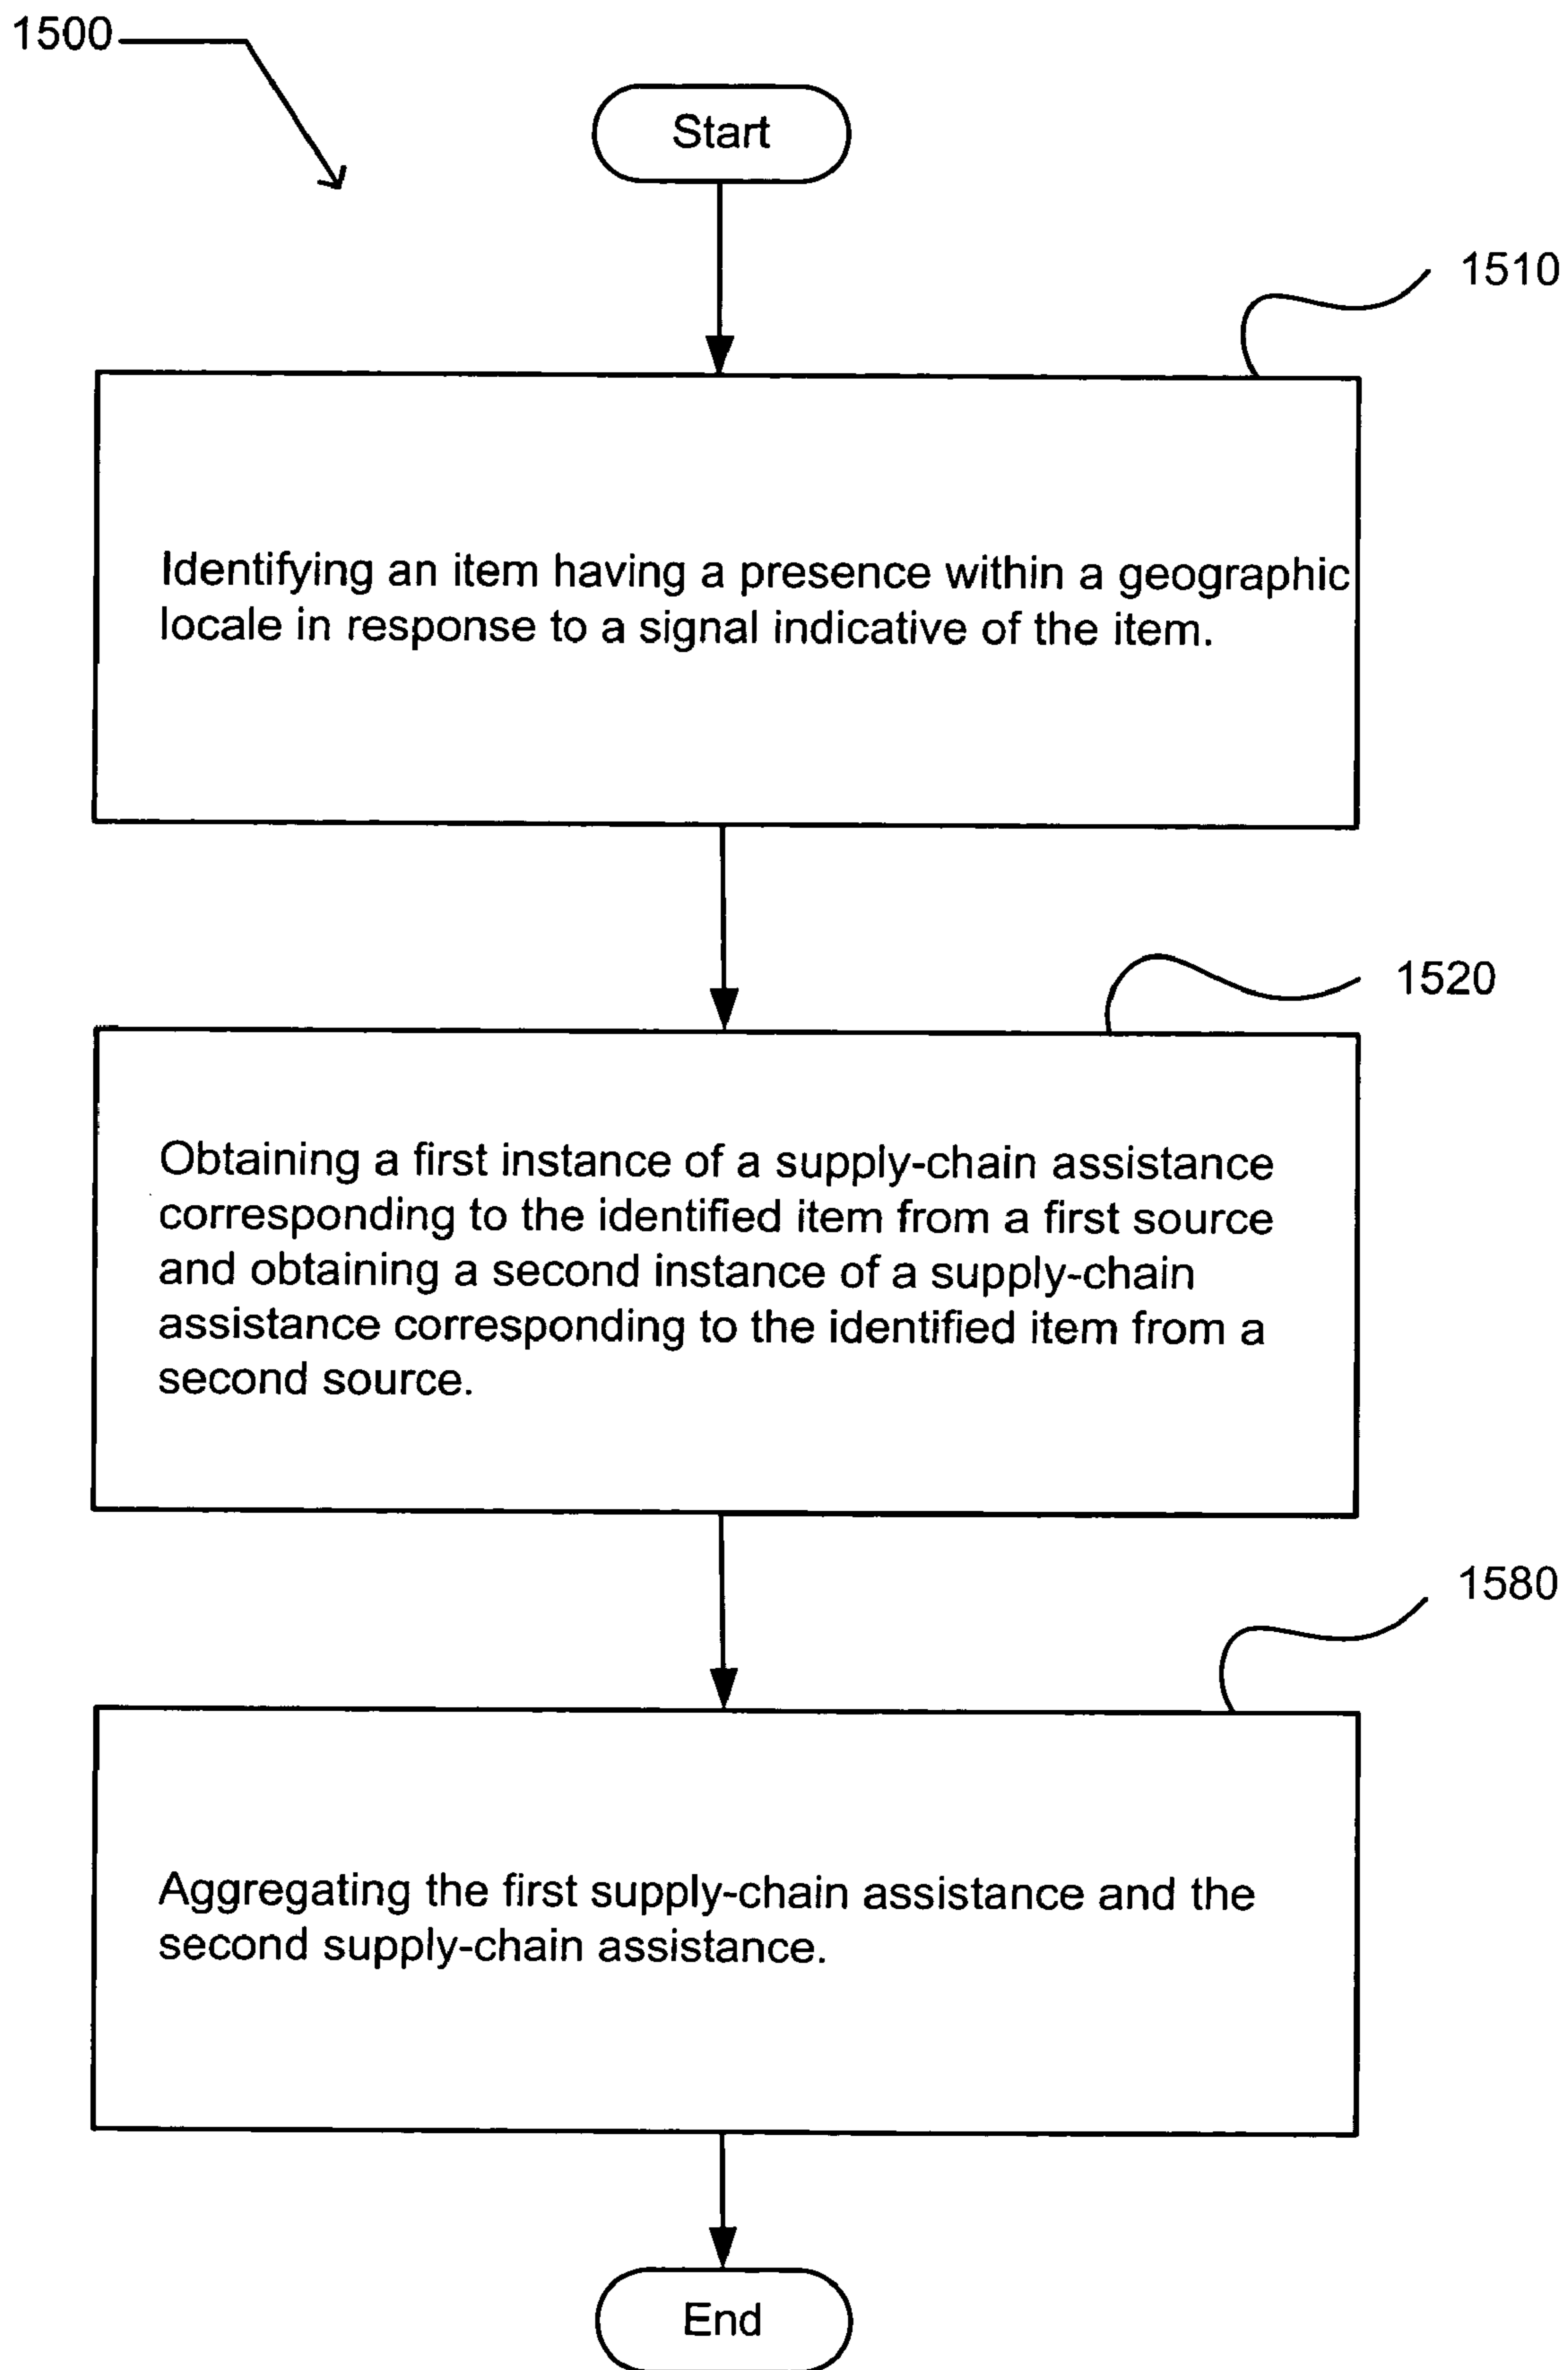 1500
Start
1510
Identifying an item having a presence within a geographic
locale in response to a signal indicative of the item.
1520
Obtaining a first instance of a supply-chain assistance
corresponding to the identified item from a first source
and obtaining a second instance of a supply-chain
assistance corresponding to the identified item from a
second source.
1580
Aggregating the first supply-chain assistance and the
second supply-chain assistance.
End